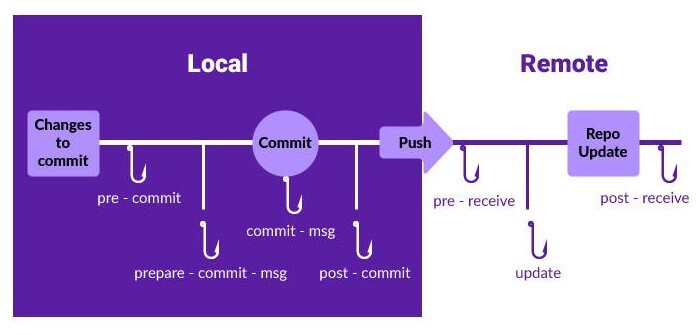 Local
Remote
Changes
to
commit
Commit
Push
Repo
Update
pre - commit
pre - receive
post - receive
commit - msg
prepare - commit - msg
post - commit
update